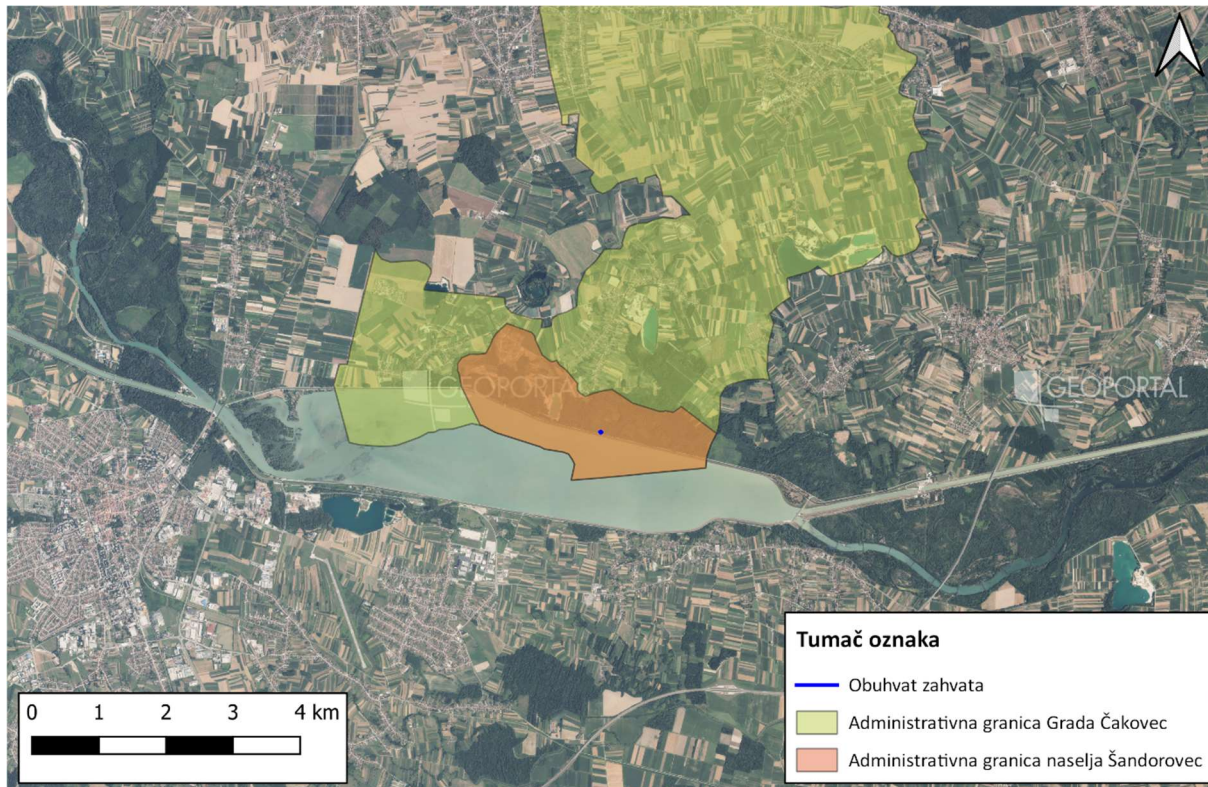 GEOPORTAL
GEOPORTAL
Tumač oznaka
Obuhvat zahvata
Administrativna granica Grada Čakovec
Administrativna granica naselja Šandorovec
0 1 2 3 4 km